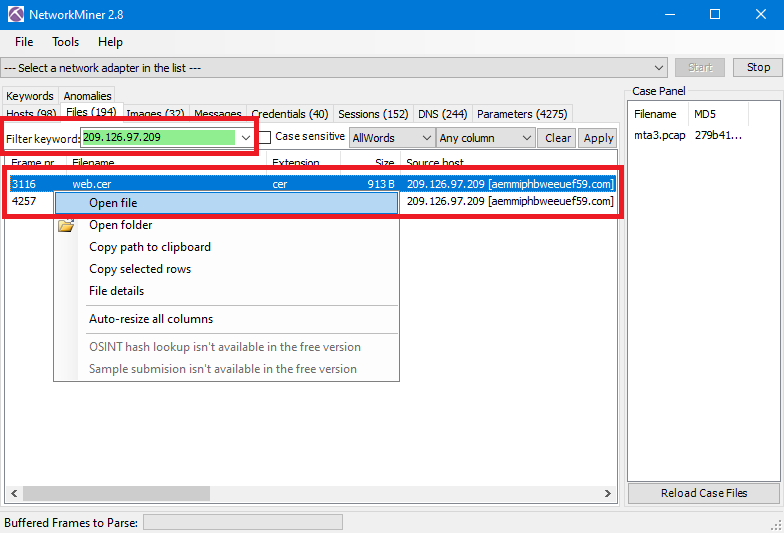 NetworkMiner 2.8
File Tools Help
--- Select a network adapter in the list --- Start Stop
Keywords Anomalies
Hosts (98) Files (194) Images (32) Messages Credentials (40) Sessions (152) DNS (244) Parameters (4275)
Filter keyword: 209.126.97.209 Case sensitive AllWords Any column Clear Apply
Frame nr. Filename Extension Size Source host
3116 web.cer cer 913 B 209.126.97.209 [aemmiphbweeuef59.com]
4257 209.126.97.209 [aemmiphbweeuef59.com]
Open file
Open folder
Copy path to clipboard
Copy selected rows
File details
Auto-resize all columns
OSINT hash lookup isn't available in the free version
Sample submision isn't available in the free version
Case Panel
Filename MD5
mta3.pcap 279b41...
Reload Case Files
Buffered Frames to Parse: